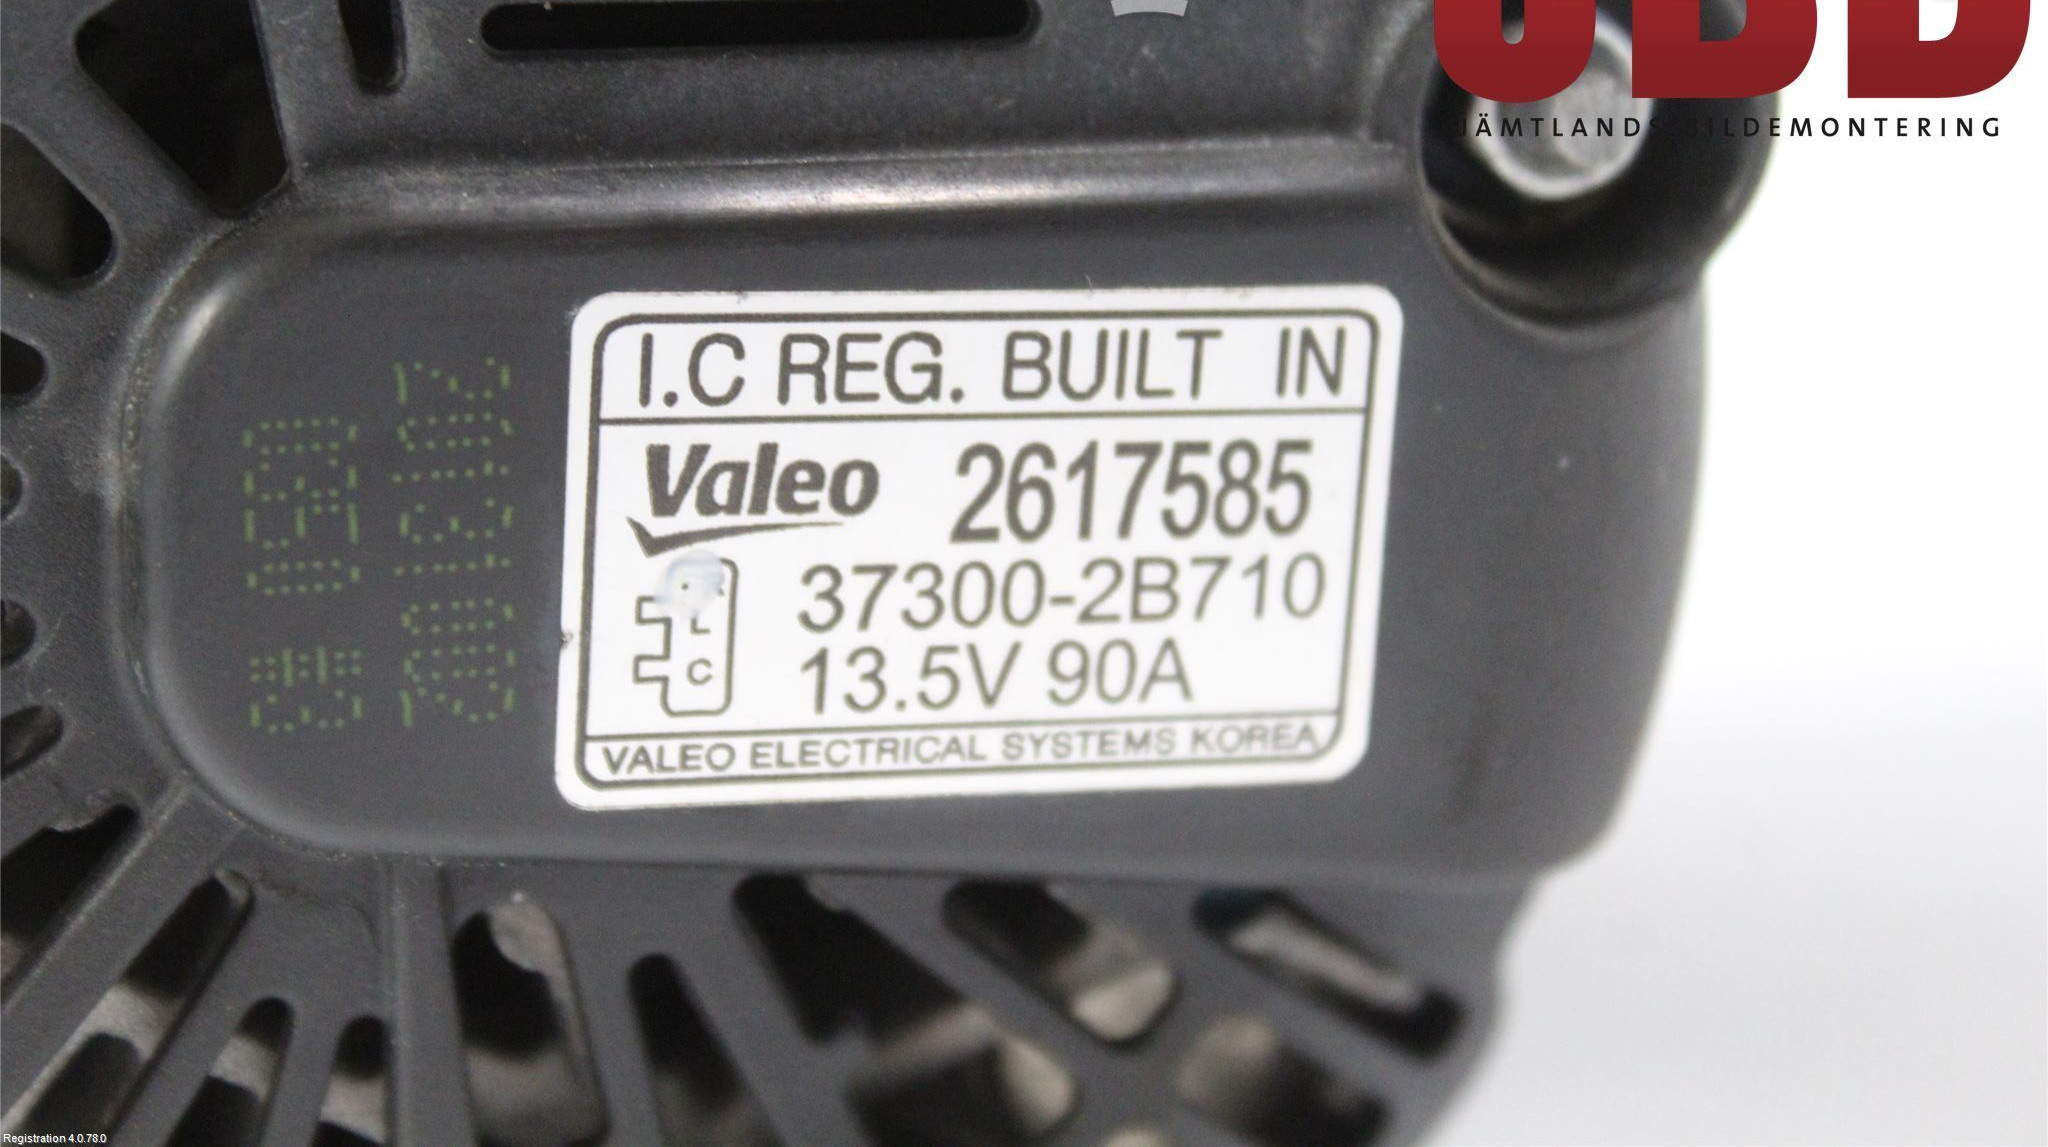 JBD
JÄMTLANDS BILDEMONTERING
I.C REG. BUILT IN
Valeo 2617585
37300-2B710
L
C
13.5V 90A
VALEO ELECTRICAL SYSTEMS KOREA
Registration 4.0.78.0